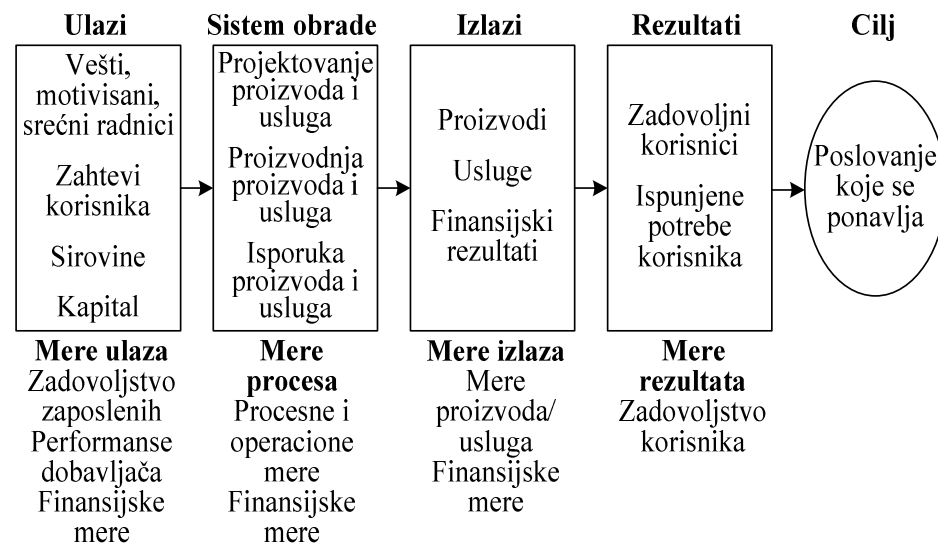 Ulazi
Vešti,
motivisani,
srećni radnici
Zahtevi
korisnika
Sirovine
Kapital
Mere ulaza
Zadovoljstvo
zaposlenih
Performanse
dobavljača
Finansijske
mere
Sistem obrade
Projektovanje
proizvoda i
usluga
Proizvodnja
proizvoda i
usluga
Isporuka
proizvoda i
usluga
Mere
procesa
Procesne i
operacione
mere
Finansijske
mere
Izlazi
Proizvodi
Usluge
Finansijski
rezultati
Mere izlaza
Mere
proizvoda/
usluga
Finansijske
mere
Rezultati
Zadovoljni
korisnici
Ispunjene
potrebe
korisnika
Mere
rezultata
Zadovoljstvo
korisnika
Cilj
Poslovanje
koje se
ponavlja